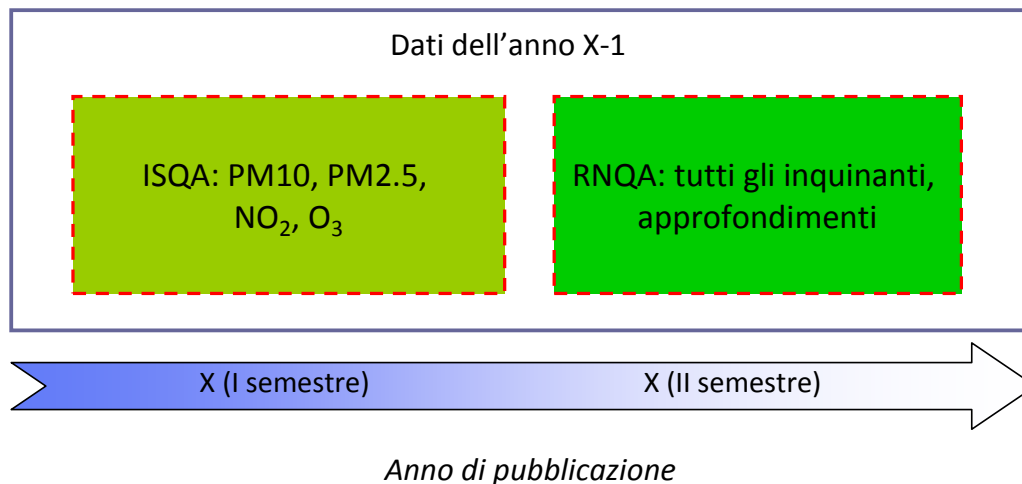 Dati dell’anno X-1
ISQA: PM10, PM2.5,
NO₂, O₃
RNQA: tutti gli inquinanti,
approfondimenti
X (I semestre)
X (II semestre)
Anno di pubblicazione